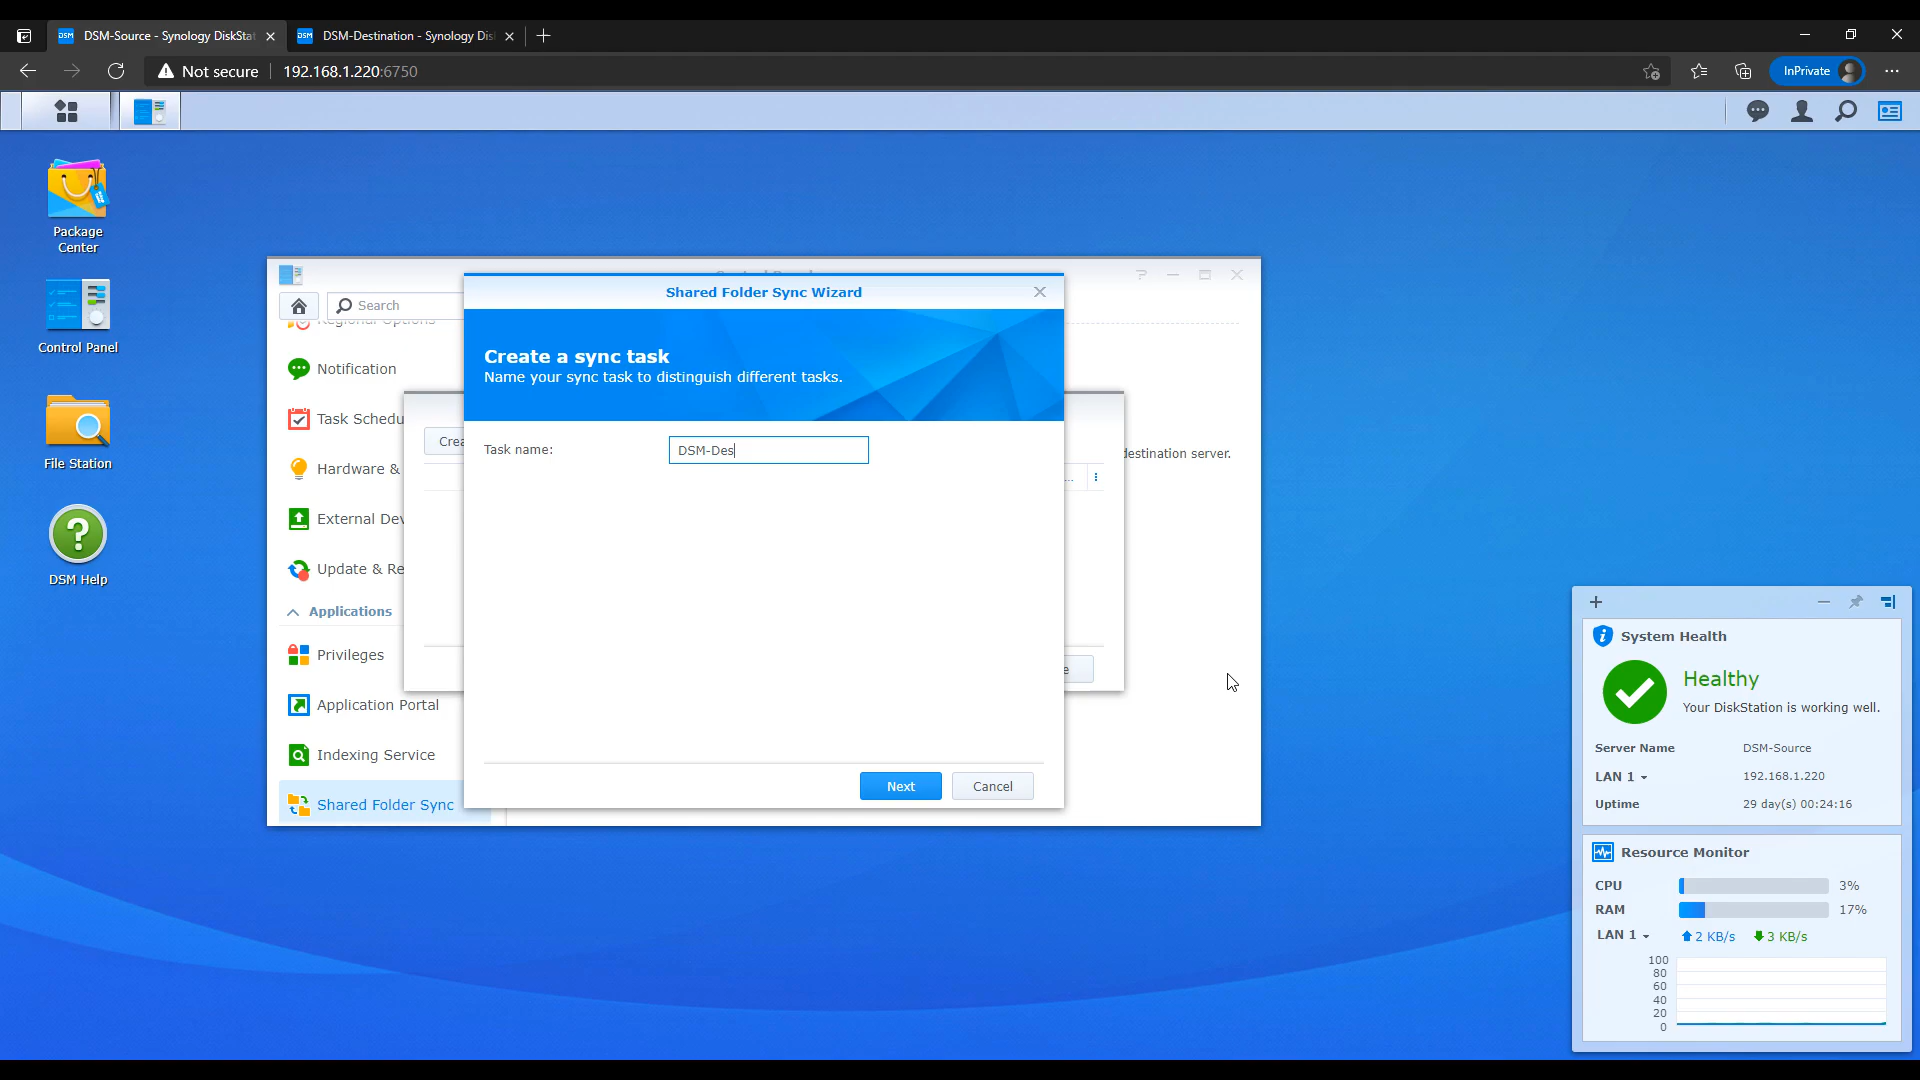 DSM-Source - Synology DiskStat
DSM-Destination - Synology Dis
Not secure
192.168.1.220:6750
InPrivate
Package
Center
Control Panel
File Station
DSM Help
Search
Regional Options
Notification
Task Schedu
Hardware &
External Dev
Update & Re
Applications
Privileges
Application Portal
Indexing Service
Shared Folder Sync
Crea
Shared Folder Sync Wizard
Create a sync task
Name your sync task to distinguish different tasks.
Task name:
DSM-Des
Next
Cancel
destination server.
...
e
System Health
Healthy
Your DiskStation is working well.
Server Name DSM-Source
LAN 1 192.168.1.220
Uptime 29 day(s) 00:24:16
Resource Monitor
CPU 3%
RAM 17%
LAN 1 2 KB/s 3 KB/s
100
80
60
40
20
0